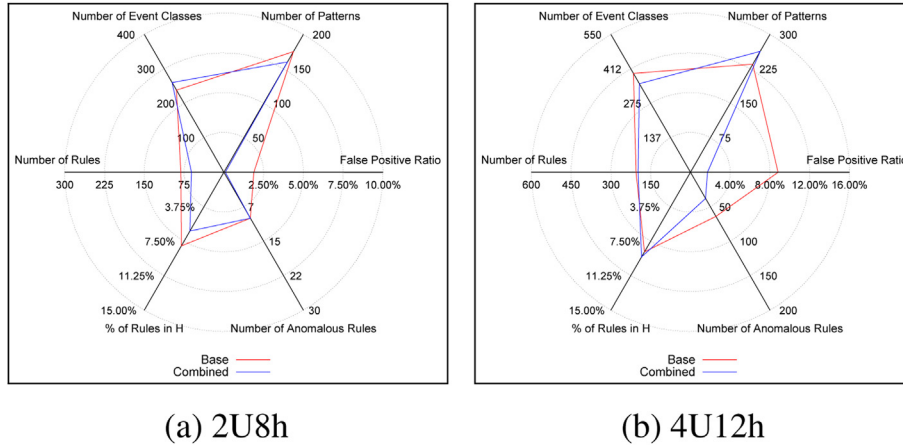 Number of Event Classes
Number of Patterns
400
200
300
150
200
100
100
50
Number of Rules
False Positive Ratio
300
225
150
75
2.50%
5.00%
7.50%
10.00%
3.75%
7
7.50%
15
11.25%
22
15.00%
30
% of Rules in H
Number of Anomalous Rules
Base
Combined
(a) 2U8h
Number of Event Classes
Number of Patterns
550
300
412
225
275
150
137
75
Number of Rules
False Positive Ratio
600
450
300
150
4.00%
8.00%
12.00%
16.00%
3.75%
50
7.50%
100
11.25%
150
15.00%
200
% of Rules in H
Number of Anomalous Rules
Base
Combined
(b) 4U12h